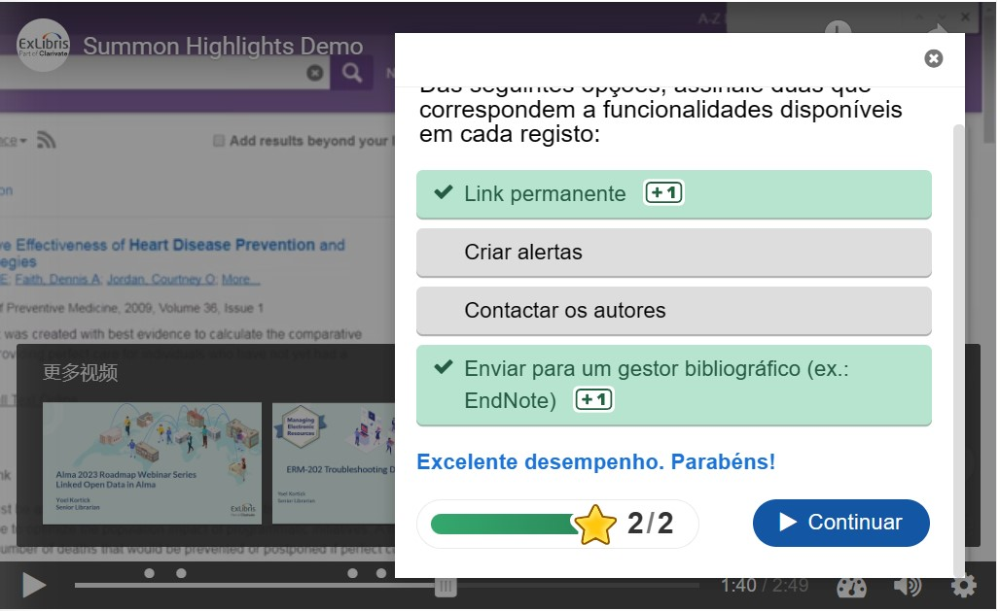 ExLibris
Part of Clarivate
Summon Highlights Demo
A-Z
N
Add results beyond your l
on
ve Effectiveness of Heart Disease Prevention and
egies
E; Faith, Dennis A; Jordan, Courtney O; More...
f Preventive Medicine, 2009, Volume 36, Issue 1
was created with best evidence to calculate the comparative
更多视频
Alma 2023 Roadmap Webinar Series
Linked Open Data in Alma
Yoel Kortick
Senior Librarian
ExLibris
Managing
Electronic
Resources
ERM-202 Troubleshooting D
Yoel Kortick
Senior Librarian
number of deaths that would be prevented or postponed if perfect ca
Das seguintes opções, assinale duas que
correspondem a funcionalidades disponíveis
em cada registo:
Link permanente +1
Criar alertas
Contactar os autores
Enviar para um gestor bibliográfico (ex.:
EndNote) +1
Excelente desempenho. Parabéns!
2/2
Continuar
1:40 / 2:49